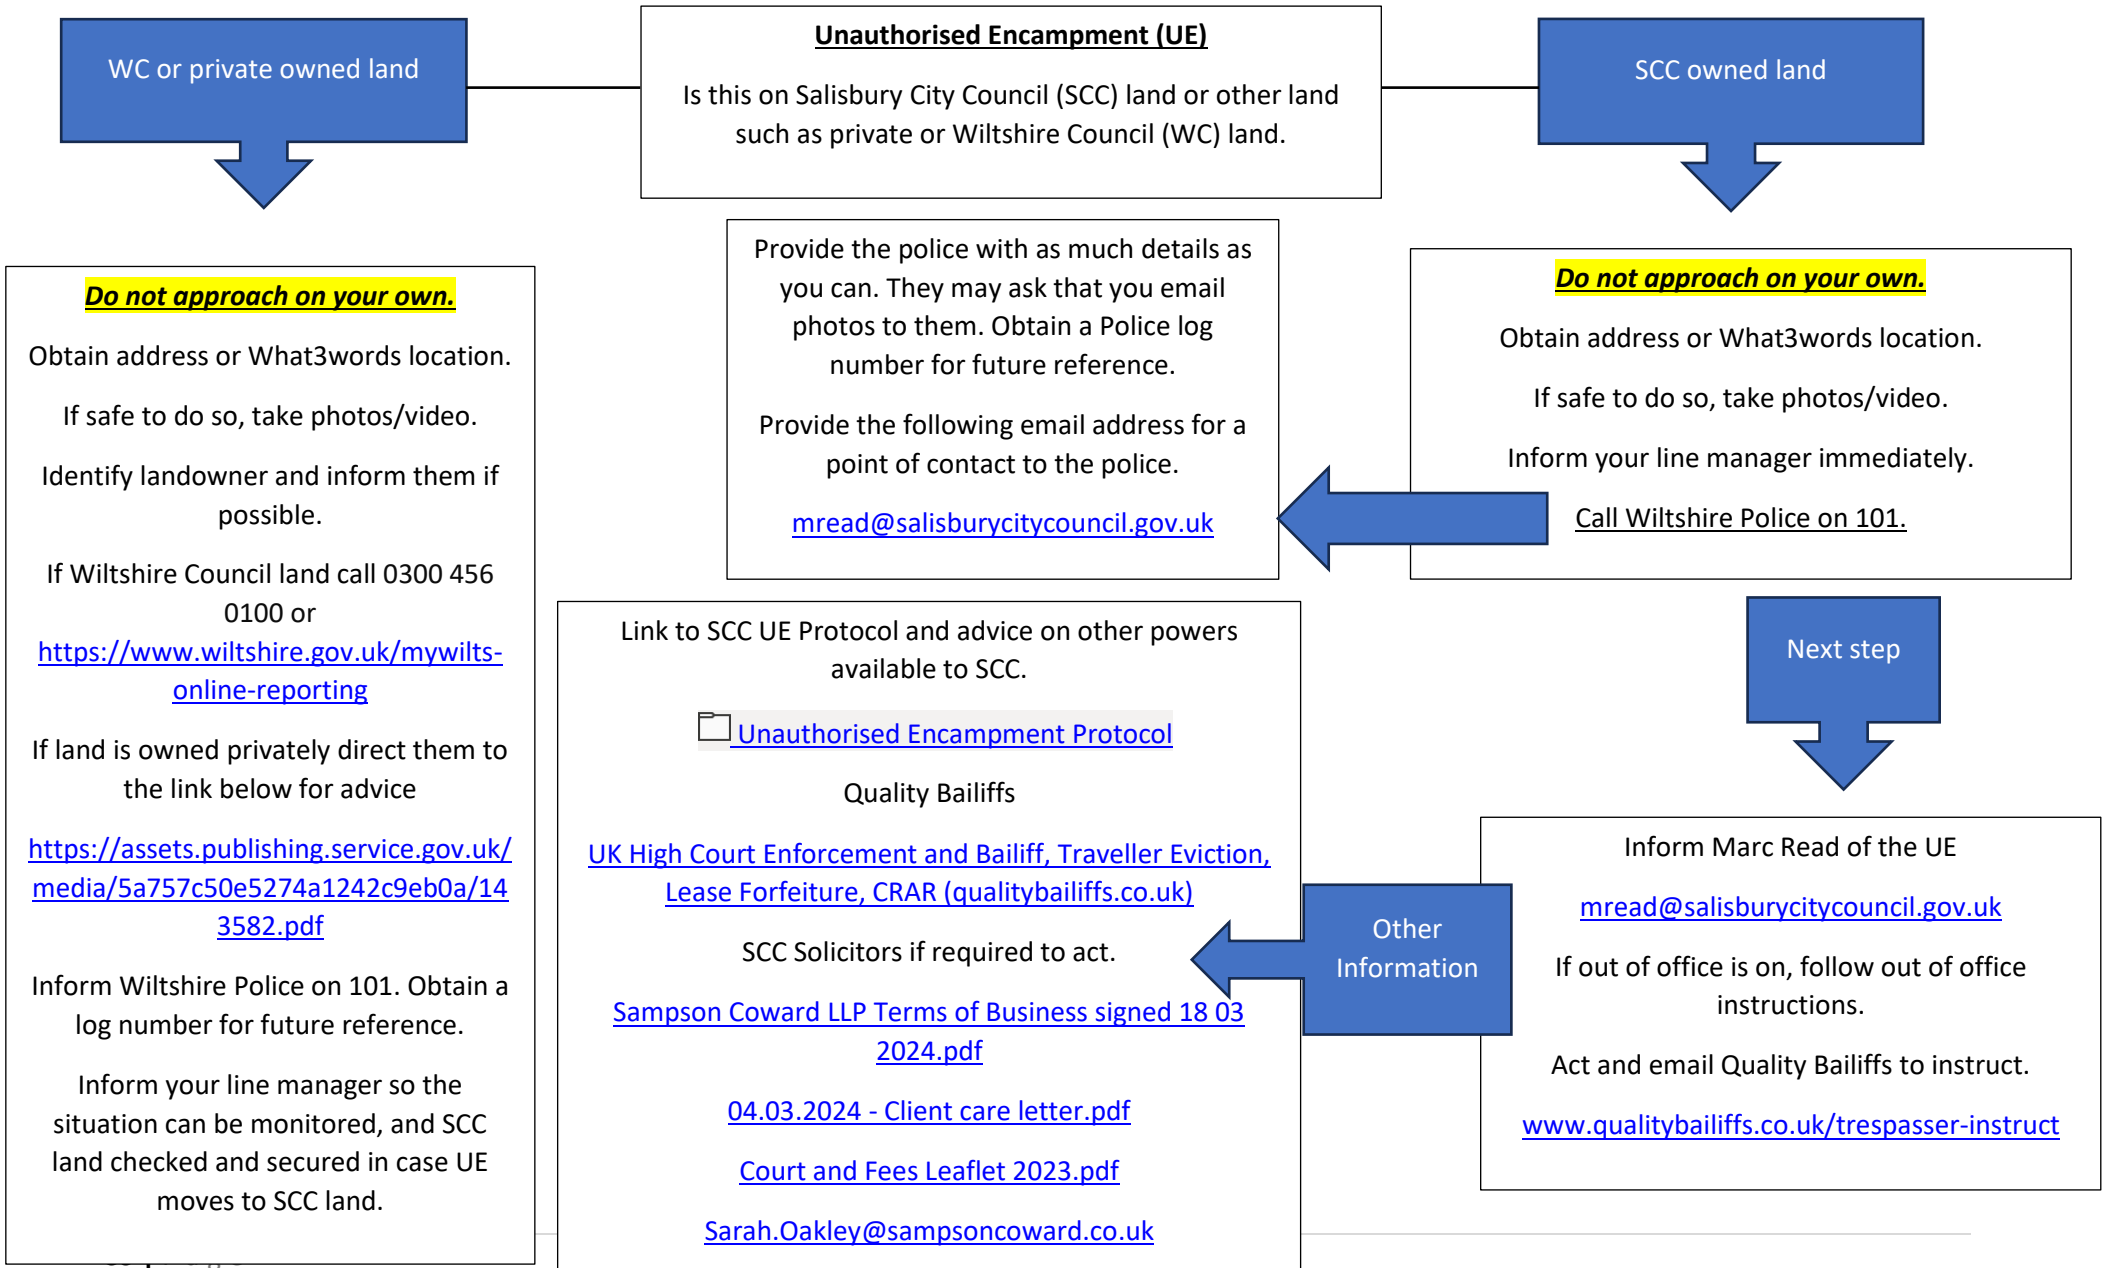 WC or private owned land
Unauthorised Encampment (UE)
Is this on Salisbury City Council (SCC) land or other land
such as private or Wiltshire Council (WC) land.
SCC owned land
Do not approach on your own.
Obtain address or What3words location.
If safe to do so, take photos/video.
Identify landowner and inform them if
possible.
If Wiltshire Council land call 0300 456
0100 or
https://www.wiltshire.gov.uk/mywilts-
online-reporting
If land is owned privately direct them to
the link below for advice
https://assets.publishing.service.gov.uk/
media/5a757c50e5274a1242c9eb0a/14
3582.pdf
Inform Wiltshire Police on 101. Obtain a
log number for future reference.
Inform your line manager so the
situation can be monitored, and SCC
land checked and secured in case UE
moves to SCC land.
Provide the police with as much details as
you can. They may ask that you email
photos to them. Obtain a Police log
number for future reference.
Provide the following email address for a
point of contact to the police.
mread@salisburycitycouncil.gov.uk
Do not approach on your own.
Obtain address or What3words location.
If safe to do so, take photos/video.
Inform your line manager immediately.
Call Wiltshire Police on 101.
Next step
Inform Marc Read of the UE
mread@salisburycitycouncil.gov.uk
If out of office is on, follow out of office
instructions.
Act and email Quality Bailiffs to instruct.
www.qualitybailiffs.co.uk/trespasser-instruct
Other
Information
Link to SCC UE Protocol and advice on other powers
available to SCC.
Unauthorised Encampment Protocol
Quality Bailiffs
UK High Court Enforcement and Bailiff, Traveller Eviction,
Lease Forfeiture, CRAR (qualitybailiffs.co.uk)
SCC Solicitors if required to act.
Sampson Coward LLP Terms of Business signed 18 03
2024.pdf
04.03.2024 - Client care letter.pdf
Court and Fees Leaflet 2023.pdf
Sarah.Oakley@sampsoncoward.co.uk